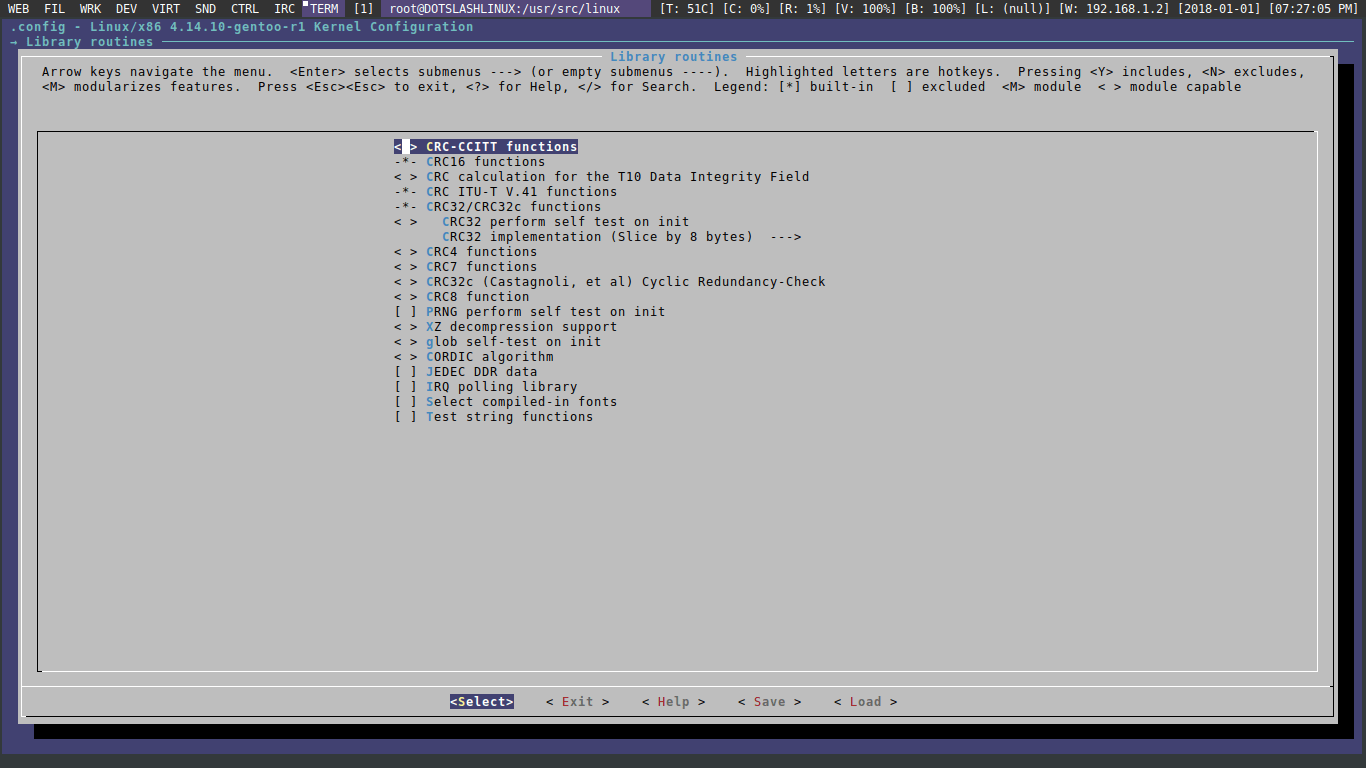 WEB FIL WRK DEV VIRT SND CTRL IRC TERM [1] root@DOTSLASHLINUX:/usr/src/linux [T: 51C] [C: 0%] [R: 1%] [V: 100%] [B: 100%] [L: (null)] [W: 192.168.1.2] [2018-01-01] [07:27:05 PM]
.config - Linux/x86 4.14.10-gentoo-r1 Kernel Configuration
→ Library routines
Library routines
Arrow keys navigate the menu.  <Enter> selects submenus ---> (or empty submenus ----).  Highlighted letters are hotkeys.  Pressing <Y> includes, <N> excludes,
<M> modularizes features.  Press <Esc><Esc> to exit, <?> for Help, </> for Search.  Legend: [*] built-in  [ ] excluded  <M> module  < > module capable
< > CRC-CCITT functions
-*- CRC16 functions
< > CRC calculation for the T10 Data Integrity Field
-*- CRC ITU-T V.41 functions
-*- CRC32/CRC32c functions
< >   CRC32 perform self test on init
CRC32 implementation (Slice by 8 bytes)  --->
< > CRC4 functions
< > CRC7 functions
< > CRC32c (Castagnoli, et al) Cyclic Redundancy-Check
< > CRC8 function
[ ] PRNG perform self test on init
< > XZ decompression support
< > glob self-test on init
< > CORDIC algorithm
[ ] JEDEC DDR data
[ ] IRQ polling library
[ ] Select compiled-in fonts
[ ] Test string functions
<Select>    < Exit >    < Help >    < Save >    < Load >